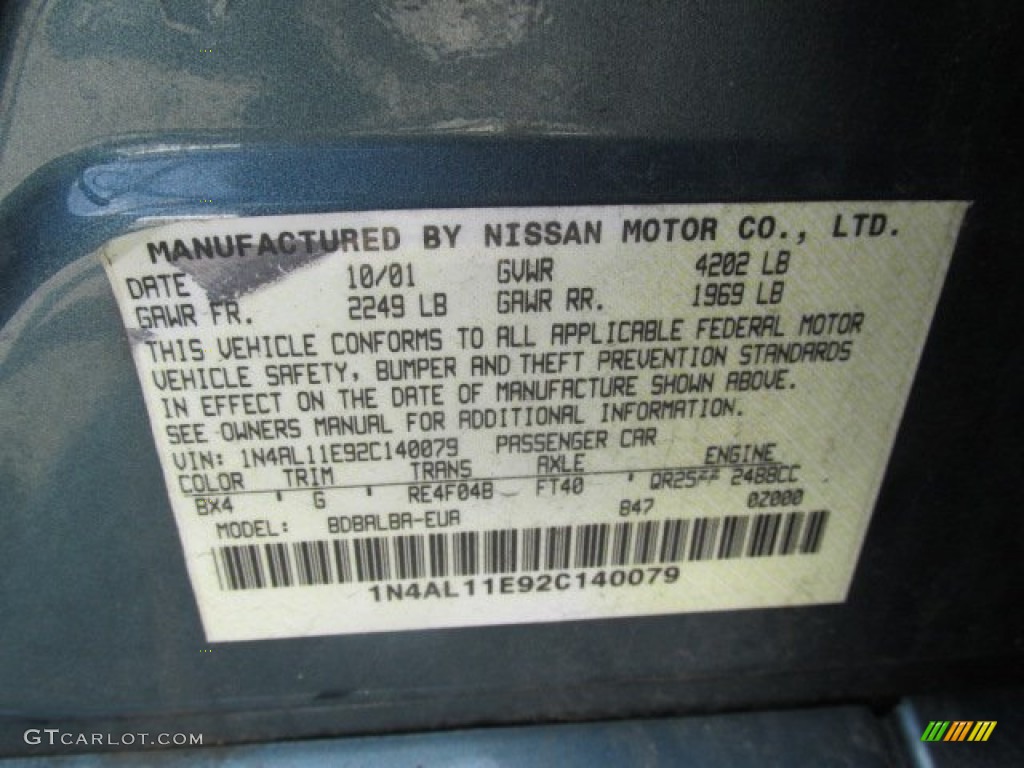 MANUFACTURED BY NISSAN MOTOR CO., LTD.
DATE 10/01 GVWR 4202 LB
GAWR FR. 2249 LB GAWR RR. 1969 LB
THIS VEHICLE CONFORMS TO ALL APPLICABLE FEDERAL MOTOR
VEHICLE SAFETY, BUMPER AND THEFT PREVENTION STANDARDS
IN EFFECT ON THE DATE OF MANUFACTURE SHOWN ABOVE.
SEE OWNERS MANUAL FOR ADDITIONAL INFORMATION.
VIN: 1N4AL11E92C140079 PASSENGER CAR
COLOR TRIM TRANS AXLE ENGINE
BX4 ' G ' RE4F04B FT40 ' QR25** 2488CC
MODEL: BDBALBA-EUA 847 0Z000
1N4AL11E92C140079
GTCARLOT.COM